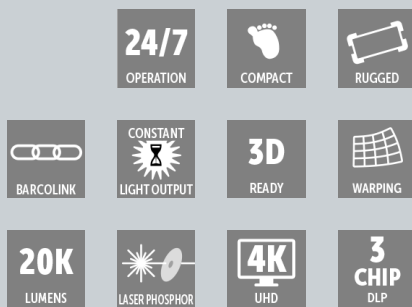 24/7
OPERATION
COMPACT
RUGGED
BARCOLINK
CONSTANT
LIGHT OUTPUT
3D
READY
WARPING
20K
LUMENS
LASER PHOSPHOR
4K
UHD
3
CHIP
DLP